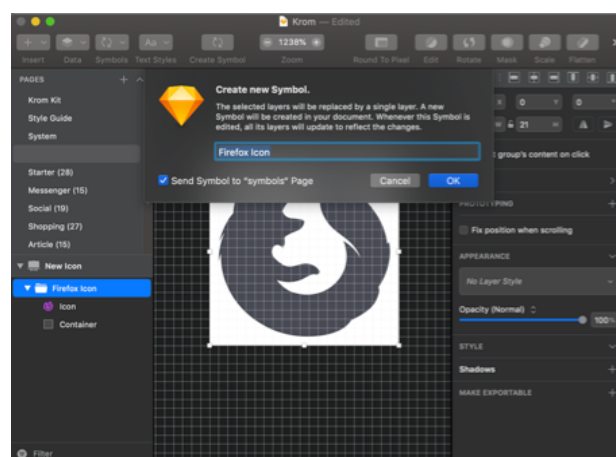 Krom — Edited
Insert Data Symbols Text Styles Create Symbol
1238%
Zoom Round To Pixel Edit Rotate Mask Scale Flatten
PAGES
Krom Kit
Style Guide
System
Starter (28)
Messenger (15)
Social (19)
Shopping (27)
Article (15)
New Icon
Firefox Icon
Icon
Container
Filter
Create new Symbol.
The selected layers will be replaced by a single layer. A new
Symbol will be created in your document. Whenever this Symbol is
edited, all its layers will update to reflect the changes.
Firefox Icon
Send Symbol to "symbols" Page
Cancel OK
X 0 Y 0
21
group's content on click
PROTOTYPING
Fix position when scrolling
APPEARANCE
No Layer Style
Opacity (Normal)
100%
STYLE
Shadows
MAKE EXPORTABLE